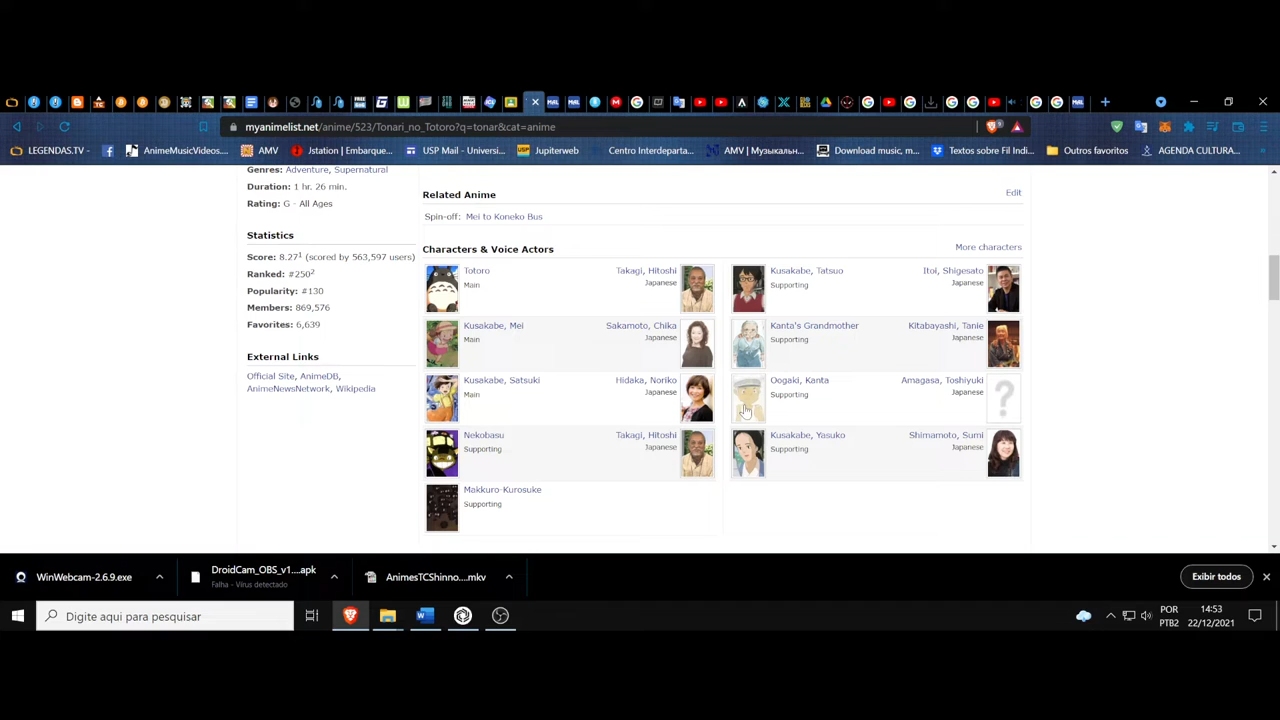 myanimelist.net/anime/523/Tonari_no_Totoro?q=tonar&cat=anime
LEGENDAS.TV -
AnimeMusicVideos...
AMV
Jstation | Embarque...
USP Mail - Universi...
Jupiterweb
Centro Interdeparta...
AMV | Музыкальн...
Download music, m...
Textos sobre Fil Indi...
Outros favoritos
AGENDA CULTURA...
Genres: Adventure, Supernatural
Duration: 1 hr. 26 min.
Rating: G - All Ages
Statistics
Score: 8.271 (scored by 563,597 users)
Ranked: #2502
Popularity: #130
Members: 869,576
Favorites: 6,639
External Links
Official Site, AnimeDB,
AnimeNewsNetwork, Wikipedia
Related Anime
Edit
Spin-off: Mei to Koneko Bus
Characters & Voice Actors
More characters
Totoro
Main
Takagi, Hitoshi
Japanese
Kusakabe, Tatsuo
Supporting
Itoi, Shigesato
Japanese
Kusakabe, Mei
Main
Sakamoto, Chika
Japanese
Kanta's Grandmother
Supporting
Kitabayashi, Tanie
Japanese
Kusakabe, Satsuki
Main
Hidaka, Noriko
Japanese
Oogaki, Kanta
Supporting
Amagasa, Toshiyuki
Japanese
Nekobasu
Supporting
Takagi, Hitoshi
Japanese
Kusakabe, Yasuko
Supporting
Shimamoto, Sumi
Japanese
Makkuro-Kurosuke
Supporting
WinWebcam-2.6.9.exe
DroidCam_OBS_v1....apk
Falha - Vírus detectado
AnimesTCShinno....mkv
Exibir todos
Digite aqui para pesquisar
POR
PTB2
14:53
22/12/2021